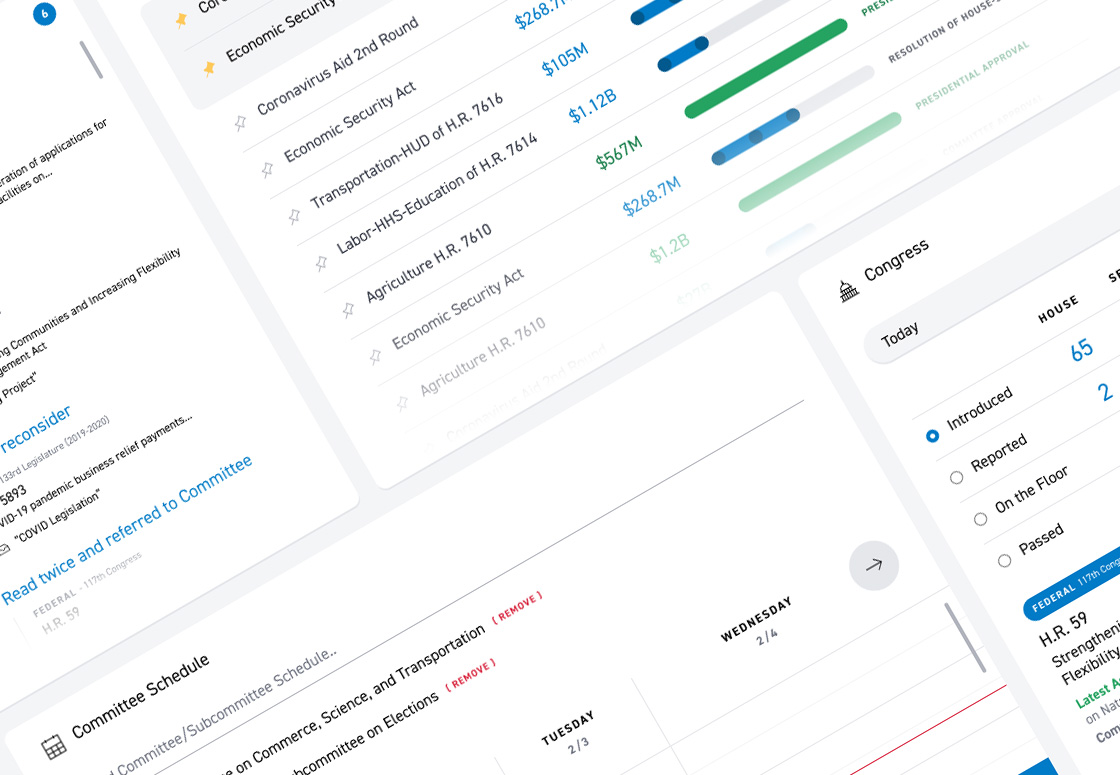 6
eration of applications for
acilities on...
ng Communities and Increasing Flexibility
gement Act
Project"
reconsider
133rd Legislature (2019-2020)
5893
VID-19 pandemic business relief payments...
"COVID Legislation"
Read twice and referred to Committee
FEDERAL - 117th Congress
H.R. 59
Economic Security
Coronavirus Aid 2nd Round
$268.7M
Economic Security Act
$105M
Transportation-HUD of H.R. 7616
$1.12B
Labor-HHS-Education of H.R. 7614
$567M
PRES
Agriculture H.R. 7610
$268.7M
RESOLUTION OF HOUSE-S
Economic Security Act
$1.2B
PRESIDENTIAL APPROVAL
Agriculture H.R. 7610
Coronavirus Aid 2nd Round
Congress
Today
HOUSE
Introduced
65
Reported
2
On the Floor
Passed
FEDERAL 117th Cong
H.R. 59
Strengtheni
Flexibility
Latest A
on Nat
Com
Committee Schedule
Committee/Subcommittee Schedule..
e on Commerce, Science, and Transportation ( REMOVE )
bcommittee on Elections ( REMOVE )
TUESDAY
2/3
WEDNESDAY
2/4